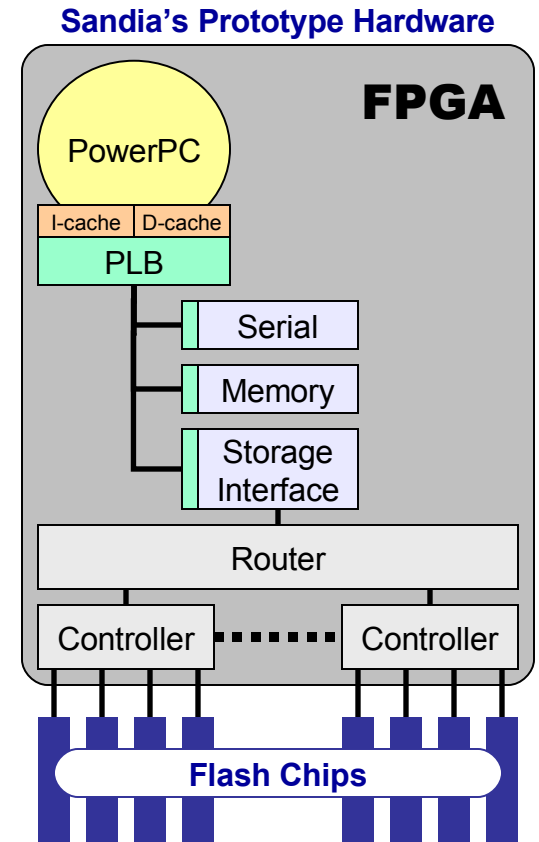 Sandia's Prototype Hardware
FPGA
PowerPC
I-cache D-cache
PLB
Serial
Memory
Storage
Interface
Router
Controller Controller
Flash Chips